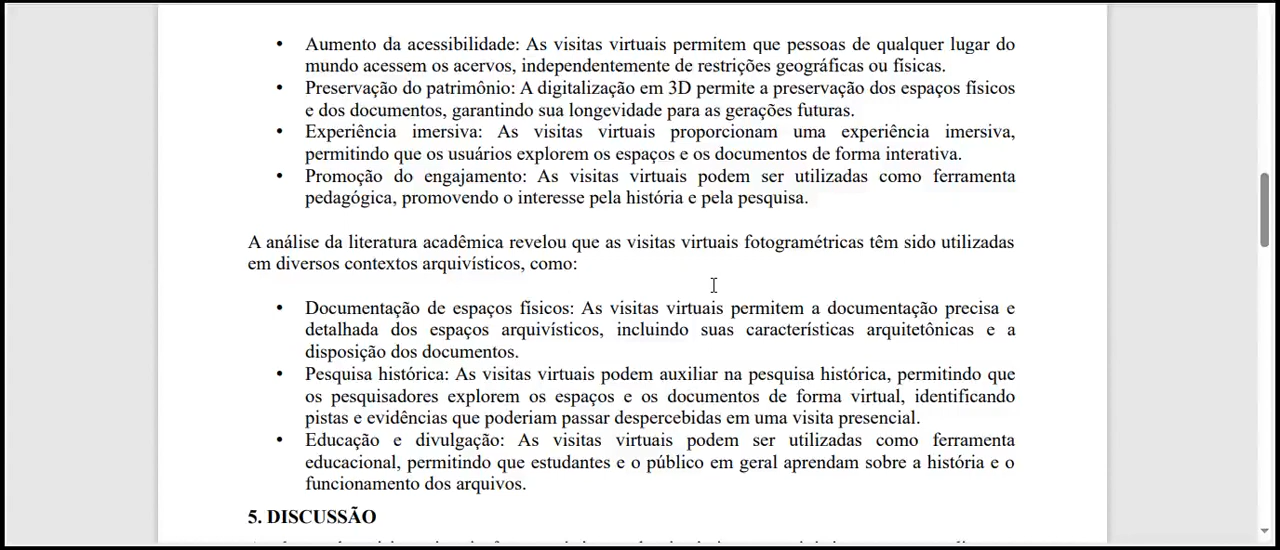 • Aumento da acessibilidade: As visitas virtuais permitem que pessoas de qualquer lugar do
mundo acessem os acervos, independentemente de restrições geográficas ou físicas.
• Preservação do patrimônio: A digitalização em 3D permite a preservação dos espaços físicos
e dos documentos, garantindo sua longevidade para as gerações futuras.
• Experiência imersiva: As visitas virtuais proporcionam uma experiência imersiva,
permitindo que os usuários explorem os espaços e os documentos de forma interativa.
• Promoção do engajamento: As visitas virtuais podem ser utilizadas como ferramenta
pedagógica, promovendo o interesse pela história e pela pesquisa.
A análise da literatura acadêmica revelou que as visitas virtuais fotogramétricas têm sido utilizadas
em diversos contextos arquivísticos, como:
• Documentação de espaços físicos: As visitas virtuais permitem a documentação precisa e
detalhada dos espaços arquivísticos, incluindo suas características arquitetônicas e a
disposição dos documentos.
• Pesquisa histórica: As visitas virtuais podem auxiliar na pesquisa histórica, permitindo que
os pesquisadores explorem os espaços e os documentos de forma virtual, identificando
pistas e evidências que poderiam passar despercebidas em uma visita presencial.
• Educação e divulgação: As visitas virtuais podem ser utilizadas como ferramenta
educacional, permitindo que estudantes e o público em geral aprendam sobre a história e o
funcionamento dos arquivos.
5. DISCUSSÃO